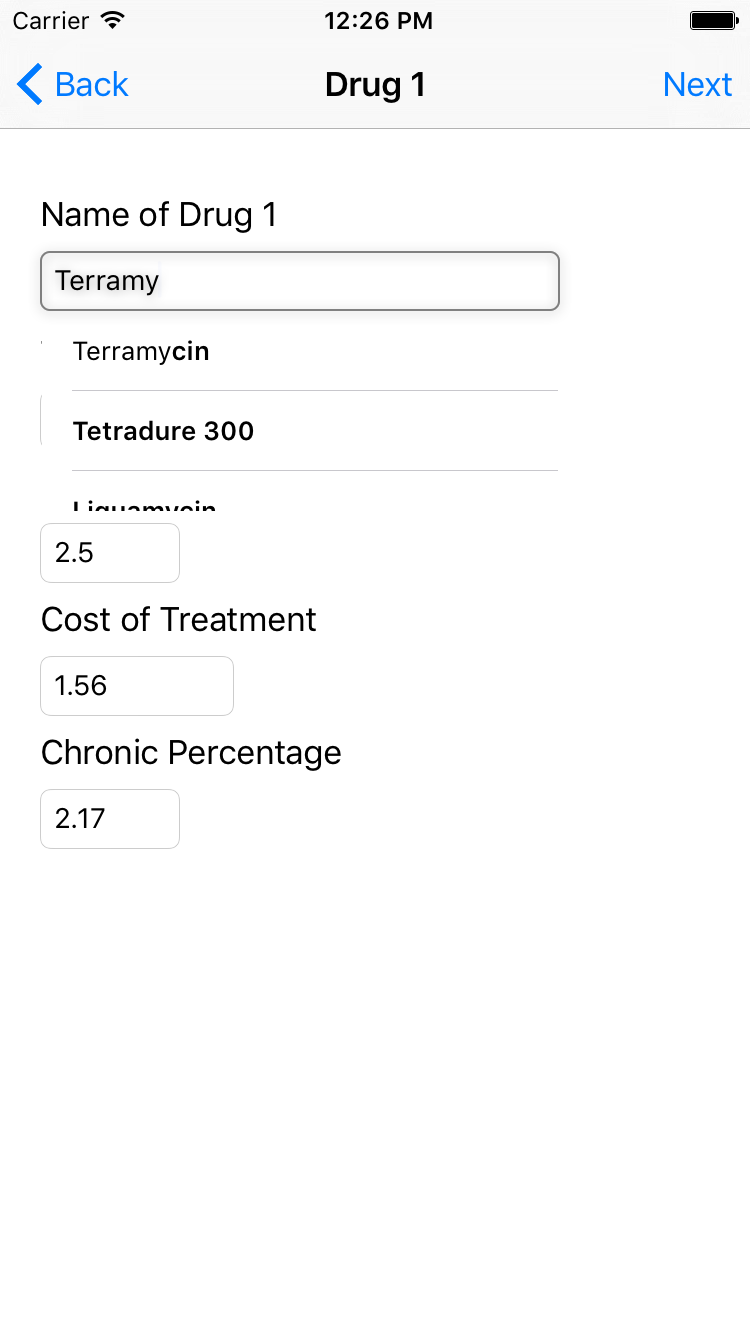 Carrier 12:26 PM
Back Drug 1 Next
Name of Drug 1
Terramy
Terramycin
Tetradure 300
Liquamycin
2.5
Cost of Treatment
1.56
Chronic Percentage
2.17